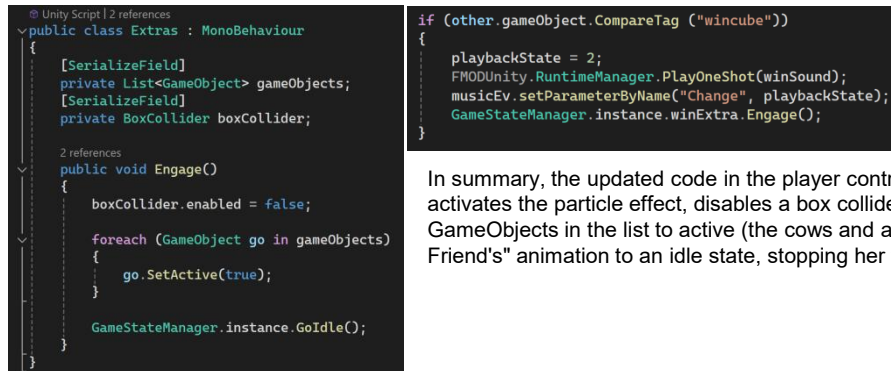 Unity Script | 2 references
public class Extras : MonoBehaviour
{
[SerializeField]
private List<GameObject> gameObjects;
[SerializeField]
private BoxCollider boxCollider;
2 references
public void Engage()
{
boxCollider.enabled = false;
foreach (GameObject go in gameObjects)
{
go.SetActive(true);
}
GameStateManager.instance.GoIdle();
}
}
if (other.gameObject.CompareTag ("wincube"))
{
playbackState = 2;
FMODUnity.RuntimeManager.PlayOneShot(winSound);
musicEv.setParameterByName("Change", playbackState);
GameStateManager.instance.winExtra.Engage();
}
In summary, the updated code in the player contr
activates the particle effect, disables a box collide
GameObjects in the list to active (the cows and a
Friend's" animation to an idle state, stopping her